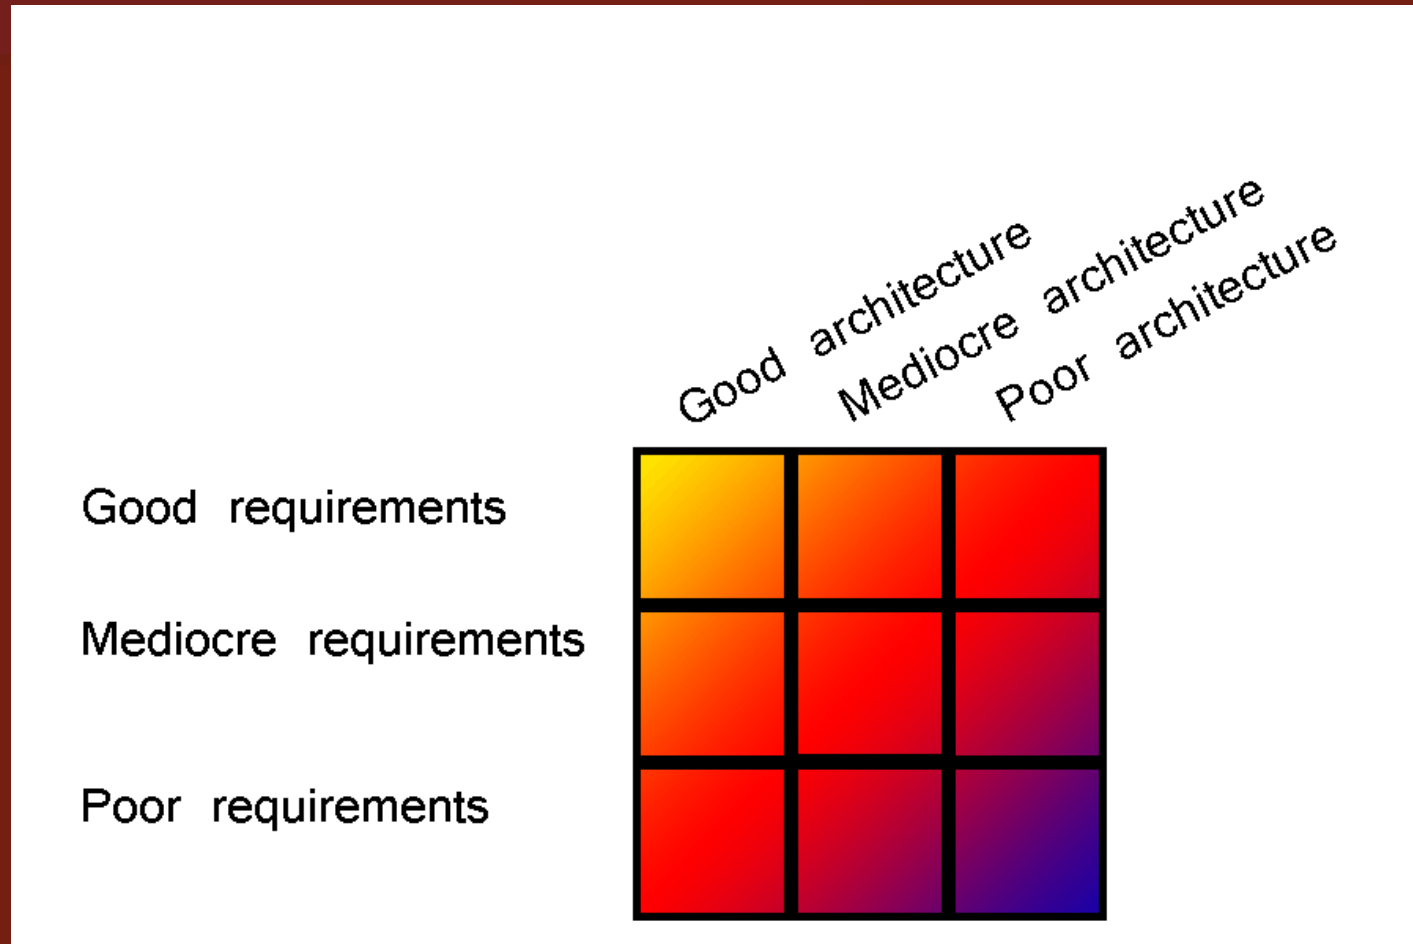 Good architecture
Mediocre architecture
Poor architecture
Good requirements
Mediocre requirements
Poor requirements